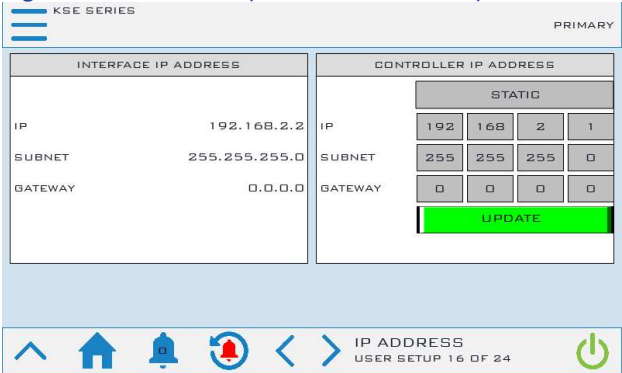 KSE SERIES
PRIMARY
INTERFACE IP ADDRESS
IP 192.168.2.2
SUBNET 255.255.255.0
GATEWAY 0.0.0.0
CONTROLLER IP ADDRESS
STATIC
IP 192 168 2 1
SUBNET 255 255 255 0
GATEWAY 0 0 0 0
UPDATE
0
IP ADDRESS
USER SETUP 16 OF 24